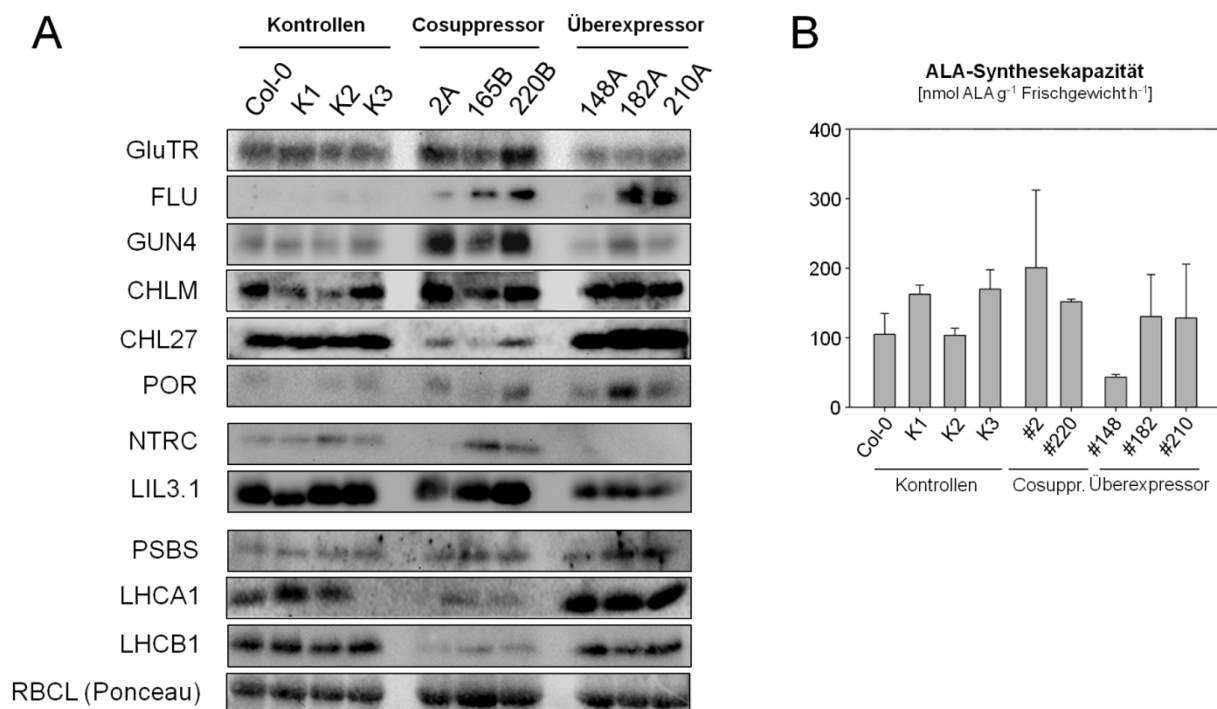 A
Kontrollen Cosuppressor Überexpressor
Col-0 K1 K2 K3 2A 165B 220B 148A 182A 210A
GluTR
FLU
GUN4
CHLM
CHL27
POR
NTRC
LIL3.1
PSBS
LHCA1
LHCB1
RBCL (Ponceau)
B
ALA-Synthesekapazität
[nmol ALA g⁻¹ Frischgewicht h⁻¹]
400
300
200
100
0
Col-0 K1 K2 K3 #2 #220 #148 #182 #210
Kontrollen Cosuppr. Überexpressor